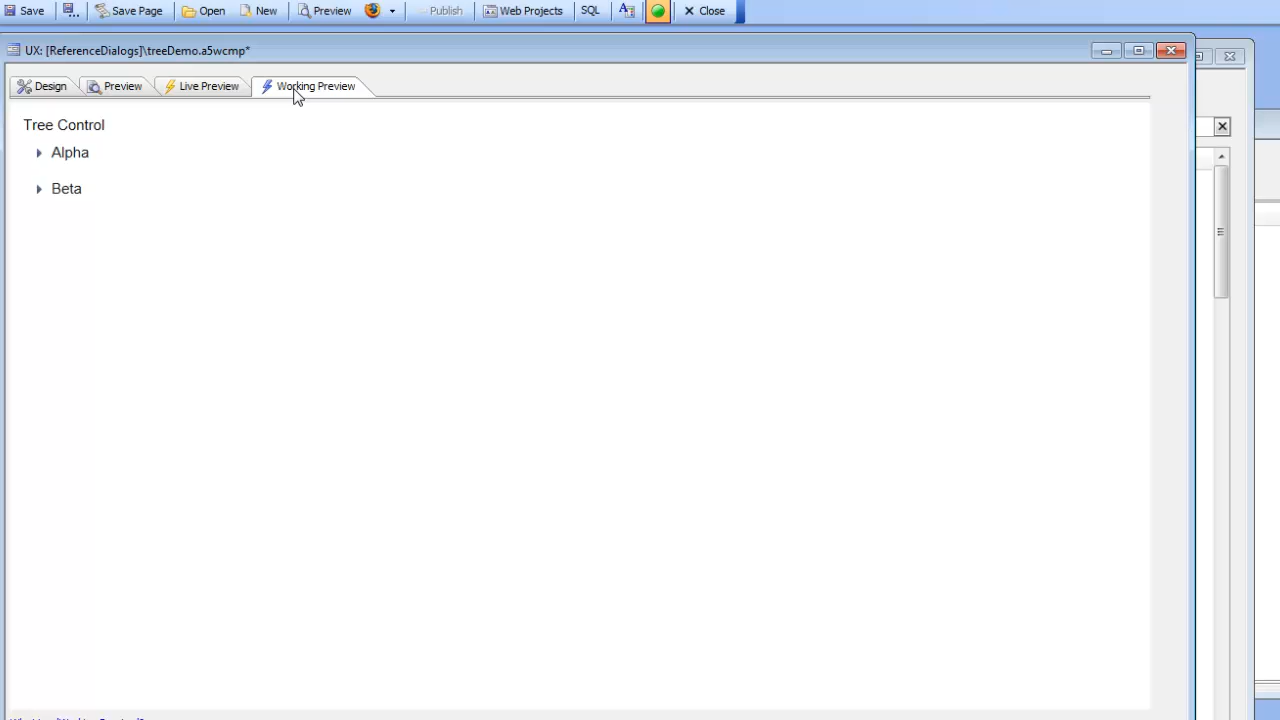 Save Save Page Open New Preview Publish Web Projects SQL Close
UX: [ReferenceDialogs]\treeDemo.a5wcmp*
Design Preview Live Preview Working Preview
Tree Control
Alpha
Beta